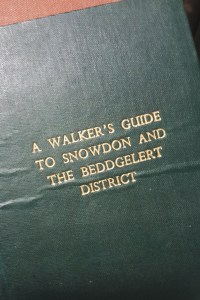 A WALKER'S GUIDE
TO SNOWDON AND
THE BEDDGELERT
DISTRICT